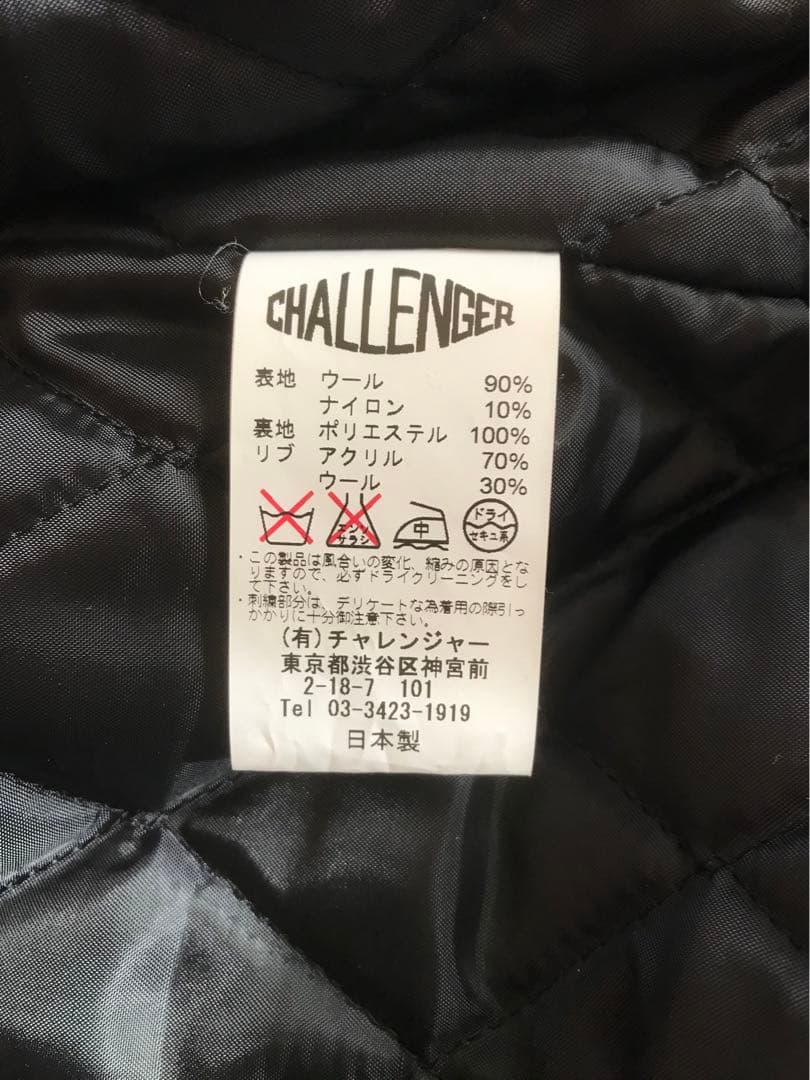 CHALLENGER
表地 ウール 90%
ナイロン 10%
裏地 ポリエステル 100%
リブ アクリル 70%
ウール 30%
エンソ
サラシ
中
ドライ
セキユ系
・この製品は風合いの変化、縮みの原因とな
りますので、必ずドライクリーニングをし
て下さい。
・刺繍部分は、デリケートな為着用の際引っ
かかりに十分御注意下さい。
(有)チャレンジャー
東京都渋谷区神宮前
2-18-7 101
Tel 03-3423-1919
日本製